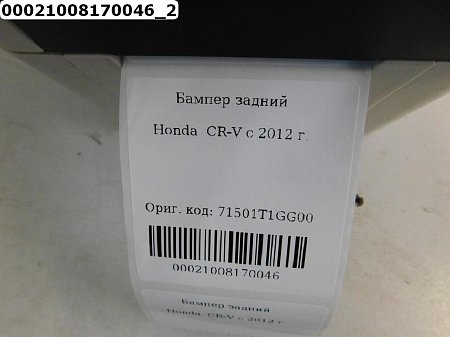 00021008170046_2
Бампер задний
Honda CR-V с 2012 г.
Ориг. код: 71501T1GG00
00021008170046
Бампер задний
Honda CR-V с 2012 г.